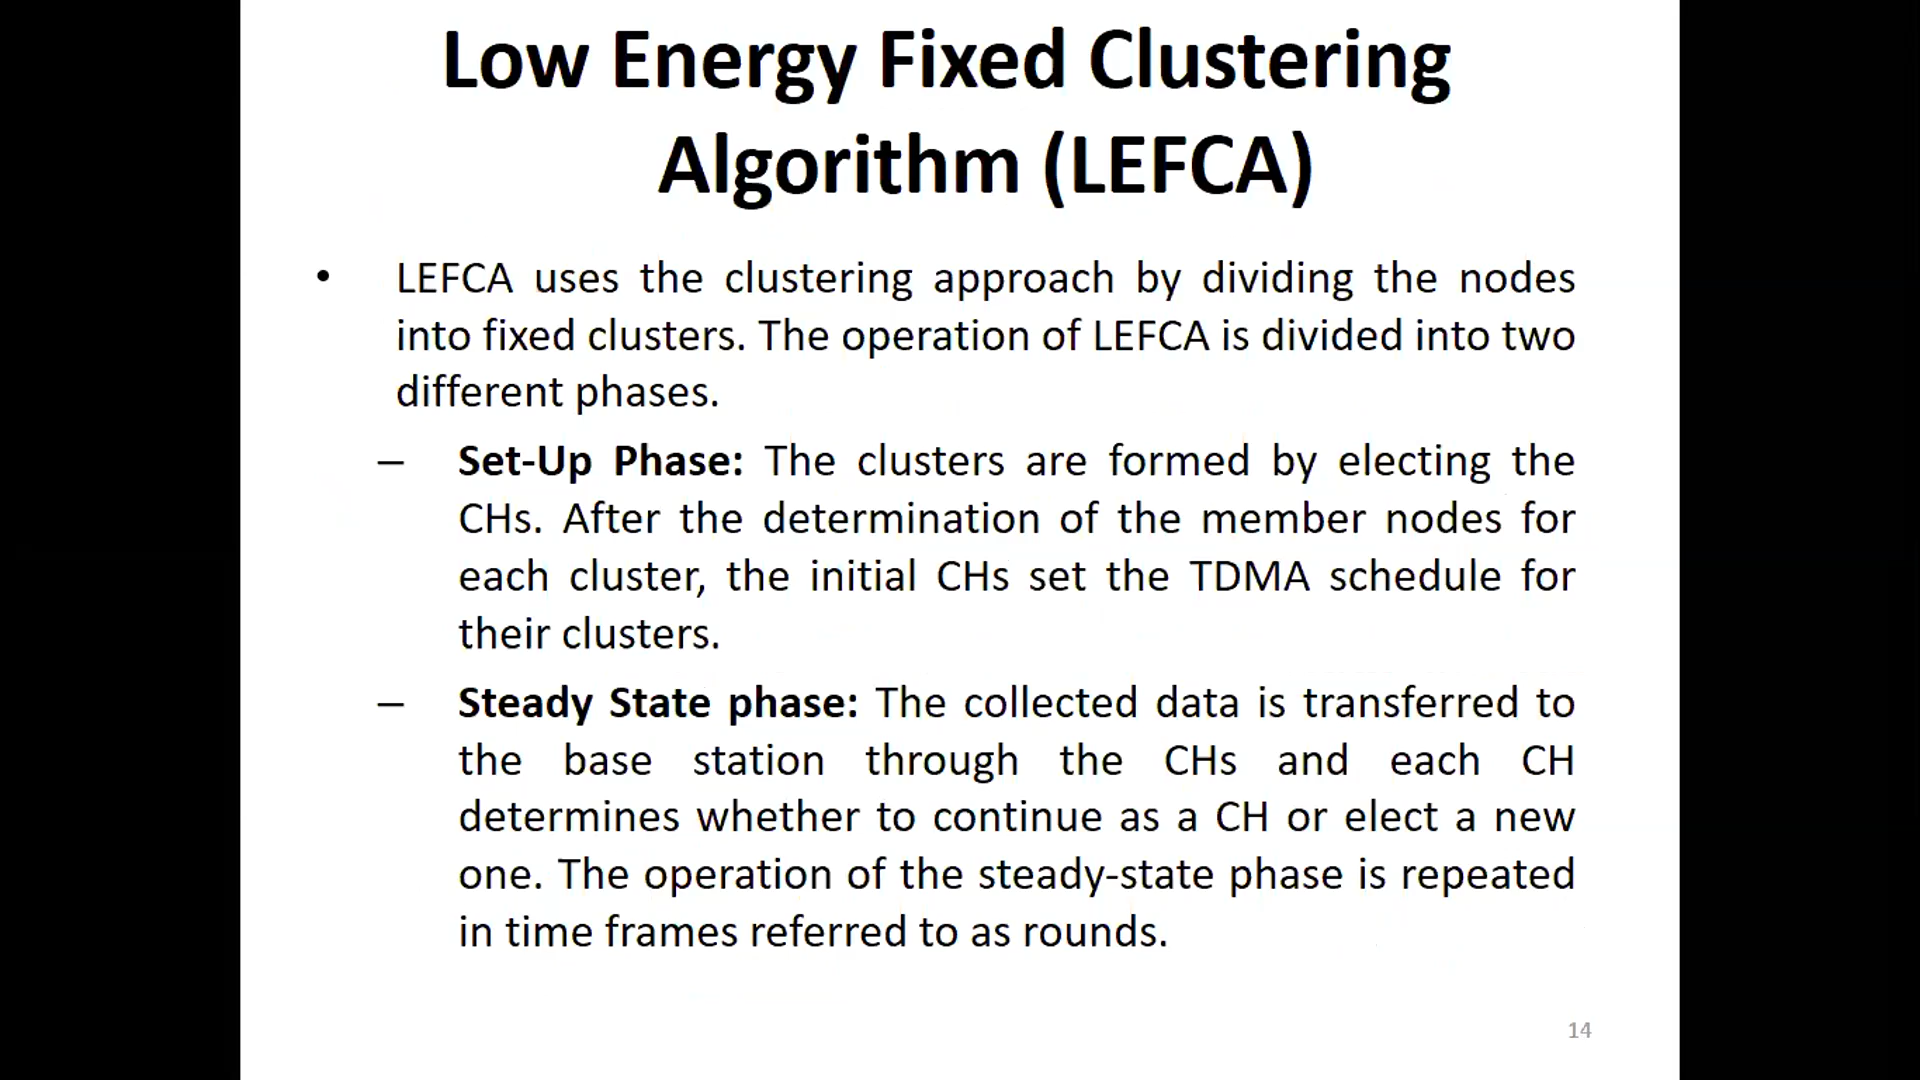 Low Energy Fixed Clustering
Algorithm (LEFCA)
• LEFCA uses the clustering approach by dividing the nodes
into fixed clusters. The operation of LEFCA is divided into two
different phases.
– Set-Up Phase: The clusters are formed by electing the
CHs. After the determination of the member nodes for
each cluster, the initial CHs set the TDMA schedule for
their clusters.
– Steady State phase: The collected data is transferred to
the base station through the CHs and each CH
determines whether to continue as a CH or elect a new
one. The operation of the steady-state phase is repeated
in time frames referred to as rounds.
14